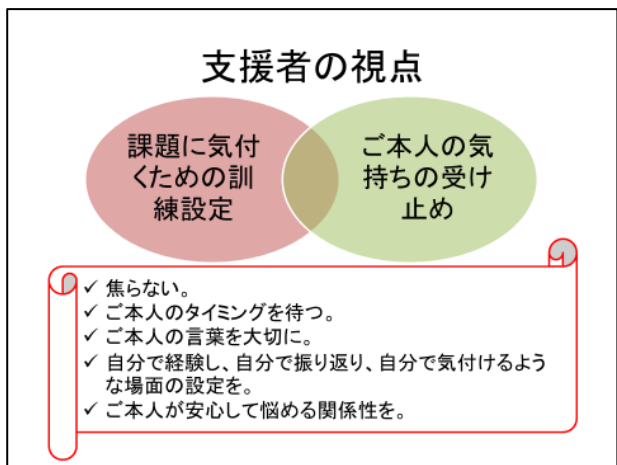 支援者の視点
課題に気付
くための訓
練設定
ご本人の気
持ちの受け
止め
✓ 焦らない。
✓ ご本人のタイミングを待つ。
✓ ご本人の言葉を大切に。
✓ 自分で経験し、自分で振り返り、自分で気付けるよう
な場面の設定を。
✓ ご本人が安心して悩める関係性を。